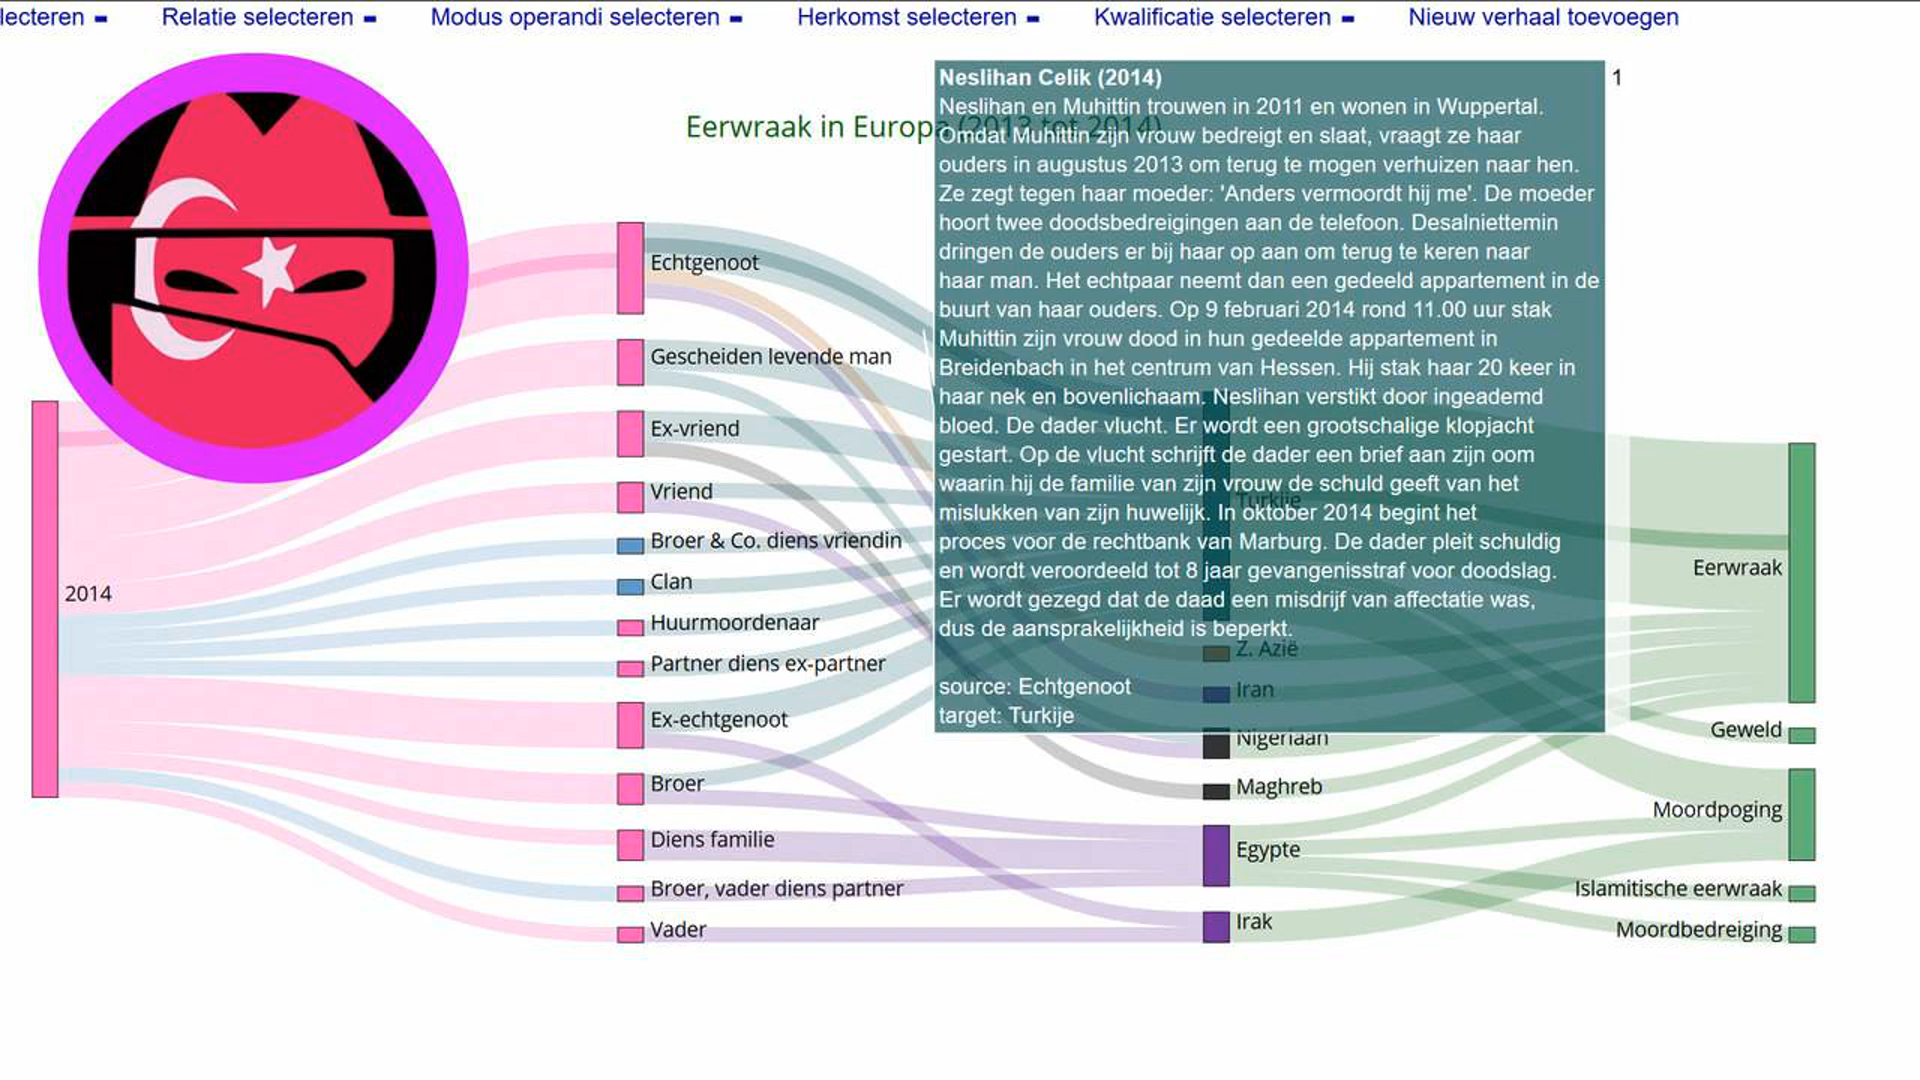 lecteren
Relatie selecteren
Modus operandi selecteren
Herkomst selecteren
Kwalificatie selecteren
Nieuw verhaal toevoegen
Eerwraak in Europa (2013 tot 2014)
Neslihan Celik (2014)
Neslihan en Muhittin trouwen in 2011 en wonen in Wuppertal.
Omdat Muhittin zijn vrouw bedreigt en slaat, vraagt ze haar
ouders in augustus 2013 om terug te mogen verhuizen naar hen.
Ze zegt tegen haar moeder: 'Anders vermoordt hij me'. De moeder
hoort twee doodsbedreigingen aan de telefoon. Desalniettemin
dringen de ouders er bij haar op aan om terug te keren naar
haar man. Het echtpaar neemt dan een gedeeld appartement in de
buurt van haar ouders. Op 9 februari 2014 rond 11.00 uur stak
Muhittin zijn vrouw dood in hun gedeelde appartement in
Breidenbach in het centrum van Hessen. Hij stak haar 20 keer in
haar nek en bovenlichaam. Neslihan verstikt door ingeademd
bloed. De dader vlucht. Er wordt een grootschalige klopjacht
gestart. Op de vlucht schrijft de dader een brief aan zijn oom
waarin hij de familie van zijn vrouw de schuld geeft van het
mislukken van zijn huwelijk. In oktober 2014 begint het
proces voor de rechtbank van Marburg. De dader pleit schuldig
en wordt veroordeeld tot 8 jaar gevangenisstraf voor doodslag.
Er wordt gezegd dat de daad een misdrijf van affectatie was,
dus de aansprakelijkheid is beperkt.
source: Echtgenoot
target: Turkije
1
2014
Echtgenoot
Gescheiden levende man
Ex-vriend
Vriend
Broer & Co. diens vriendin
Clan
Huurmoordenaar
Partner diens ex-partner
Ex-echtgenoot
Broer
Diens familie
Broer, vader diens partner
Vader
Turkije
Z. Azië
Iran
Nigeriaan
Maghreb
Egypte
Irak
Eerwraak
Geweld
Moordpoging
Islamitische eerwraak
Moordbedreiging